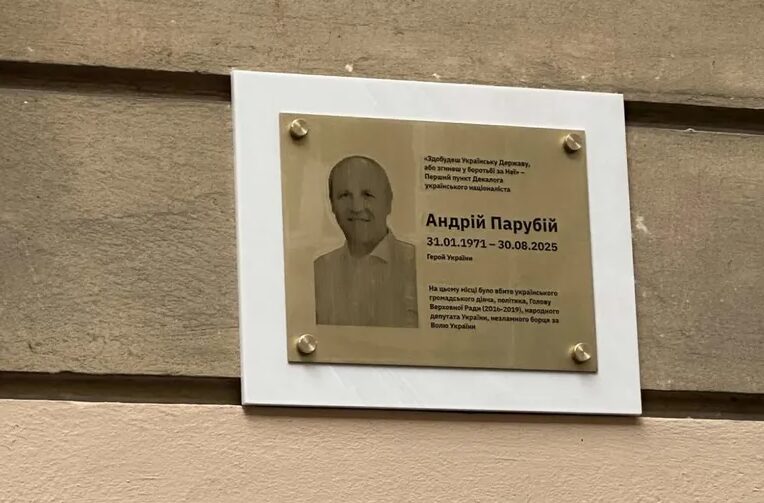 «Здобудеш Українську Державу,
або згинеш у боротьбі за Неї» –
Перший пункт Декалога
українського націоналіста
Андрій Парубій
31.01.1971 – 30.08.2025
Герой України
На цьому місці було вбито українського
громадського діяча, політика, Голову
Верховної Ради (2016-2019), народного
депутата України, незламного борця за
Волю України